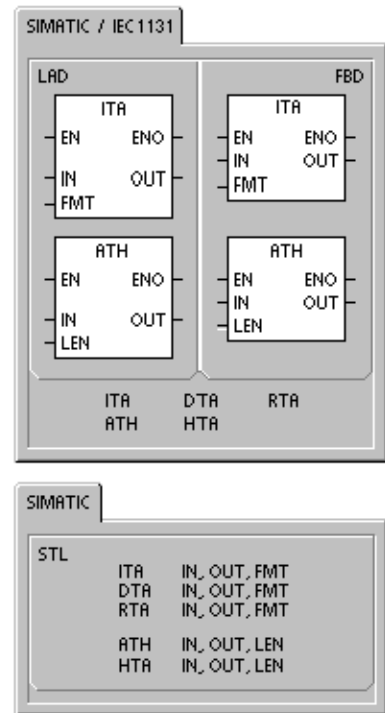 SIMATIC / IEC1131
LAD FBD
ITA
EN ENO
IN OUT
FMT
ITA
EN ENO
IN OUT
FMT
ATH
EN ENO
IN OUT
LEN
ATH
EN ENO
IN OUT
LEN
ITA DTA RTA
ATH HTA
SIMATIC
STL
ITA IN, OUT, FMT
DTA IN, OUT, FMT
RTA IN, OUT, FMT
ATH IN, OUT, LEN
HTA IN, OUT, LEN